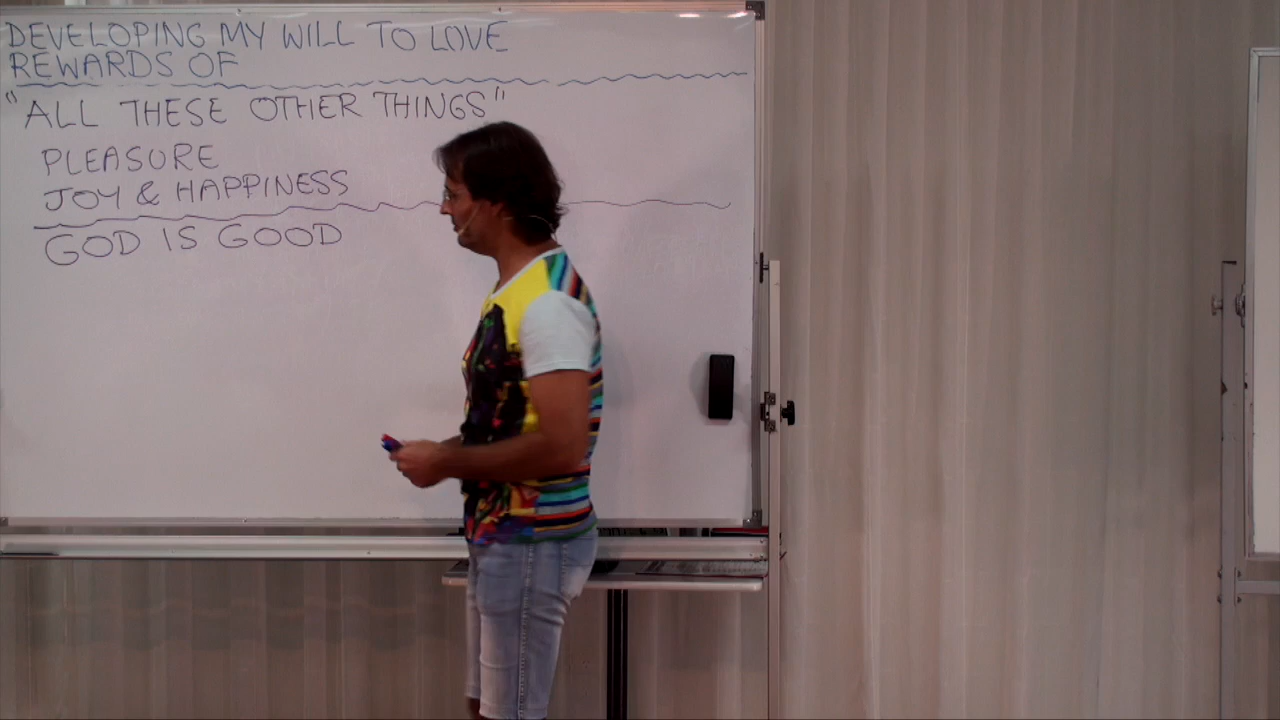 DEVELOPING MY WILL TO LOVE
REWARDS OF
"ALL THESE OTHER THINGS"
PLEASURE
JOY & HAPPINESS
GOD IS GOOD